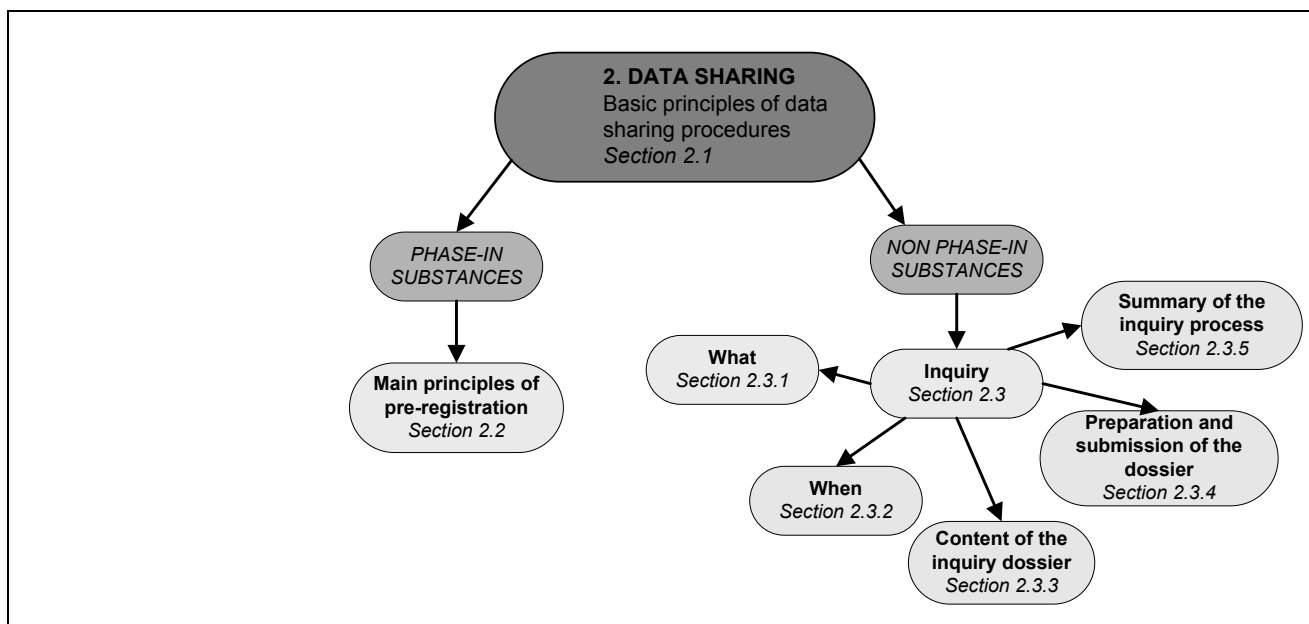 2. DATA SHARING
Basic principles of data
sharing procedures
Section 2.1
PHASE-IN
SUBSTANCES
NON PHASE-IN
SUBSTANCES
Main principles of
pre-registration
Section 2.2
Inquiry
Section 2.3
What
Section 2.3.1
When
Section 2.3.2
Content of the
inquiry dossier
Section 2.3.3
Preparation and
submission of the
dossier
Section 2.3.4
Summary of the
inquiry process
Section 2.3.5